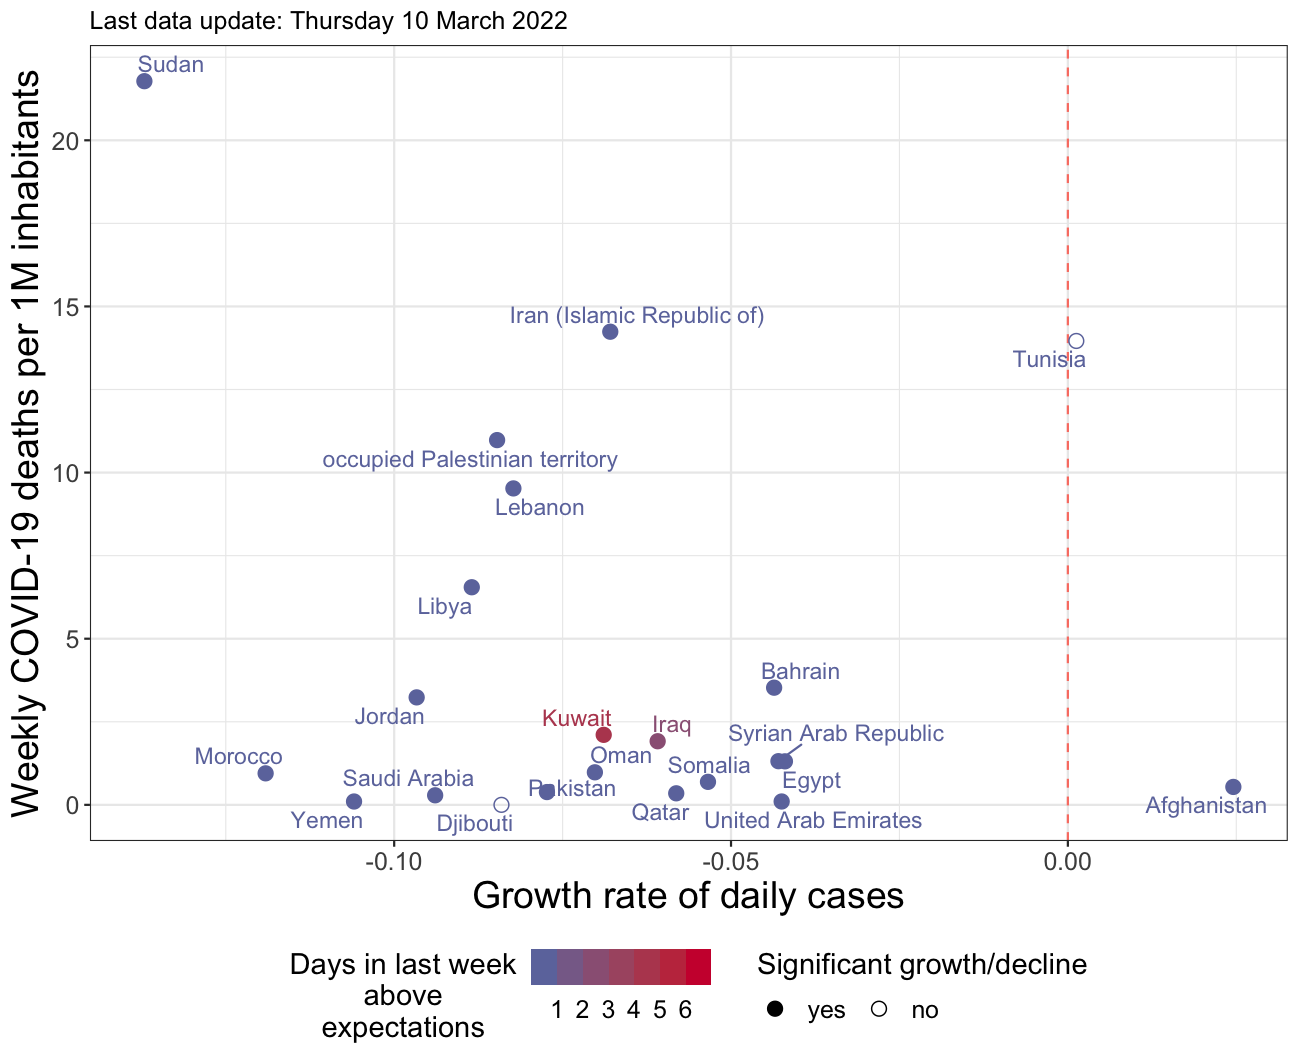 Last data update: Thursday 10 March 2022
Weekly COVID-19 deaths per 1M inhabitants
Sudan
20
15
Iran (Islamic Republic of)
Tunisia
10
occupied Palestinian territory
Lebanon
Libya
5
Bahrain
Jordan
Kuwait
Iraq
Syrian Arab Republic
Morocco
Oman
Somalia
Saudi Arabia
Pakistan
Egypt
0
Afghanistan
Yemen
Djibouti
Qatar
United Arab Emirates
-0.10 -0.05 0.00
Growth rate of daily cases
Days in last week
above
expectations
1 2 3 4 5 6
Significant growth/decline
yes no